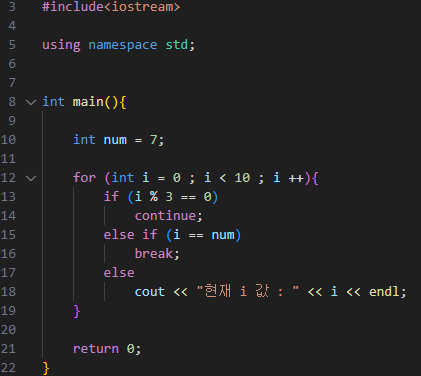 3 #include<iostream>
4
5 using namespace std;
6
7
8 int main(){
9
10 int num = 7;
11
12 for (int i = 0 ; i < 10 ; i ++){
13 if (i % 3 == 0)
14 continue;
15 else if (i == num)
16 break;
17 else
18 cout << "현재 i 값 : " << i << endl;
19 }
20
21 return 0;
22 }